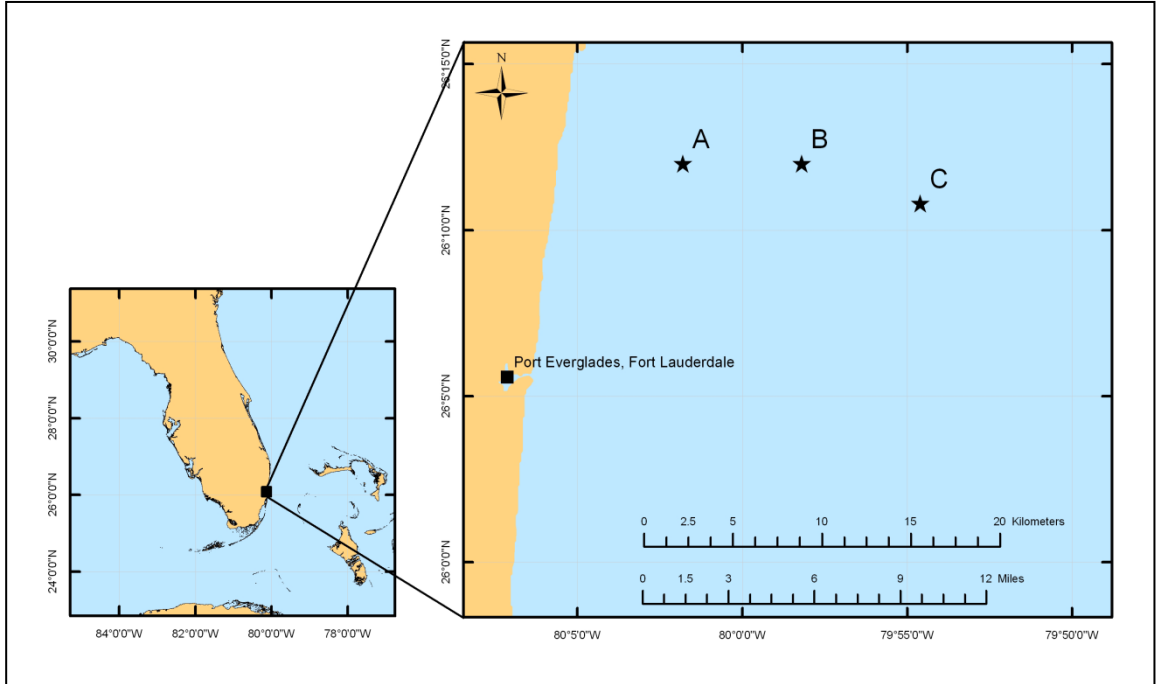 N
26°15'0"N
26°10'0"N
26°5'0"N
26°0'0"N
A
B
C
Port Everglades, Fort Lauderdale
0 2.5 5 10 15 20 Kilometers
0 1.5 3 6 9 12 Miles
80°5'0"W 80°0'0"W 79°55'0"W 79°50'0"W
30°0'0"N
28°0'0"N
26°0'0"N
24°0'0"N
84°0'0"W 82°0'0"W 80°0'0"W 78°0'0"W